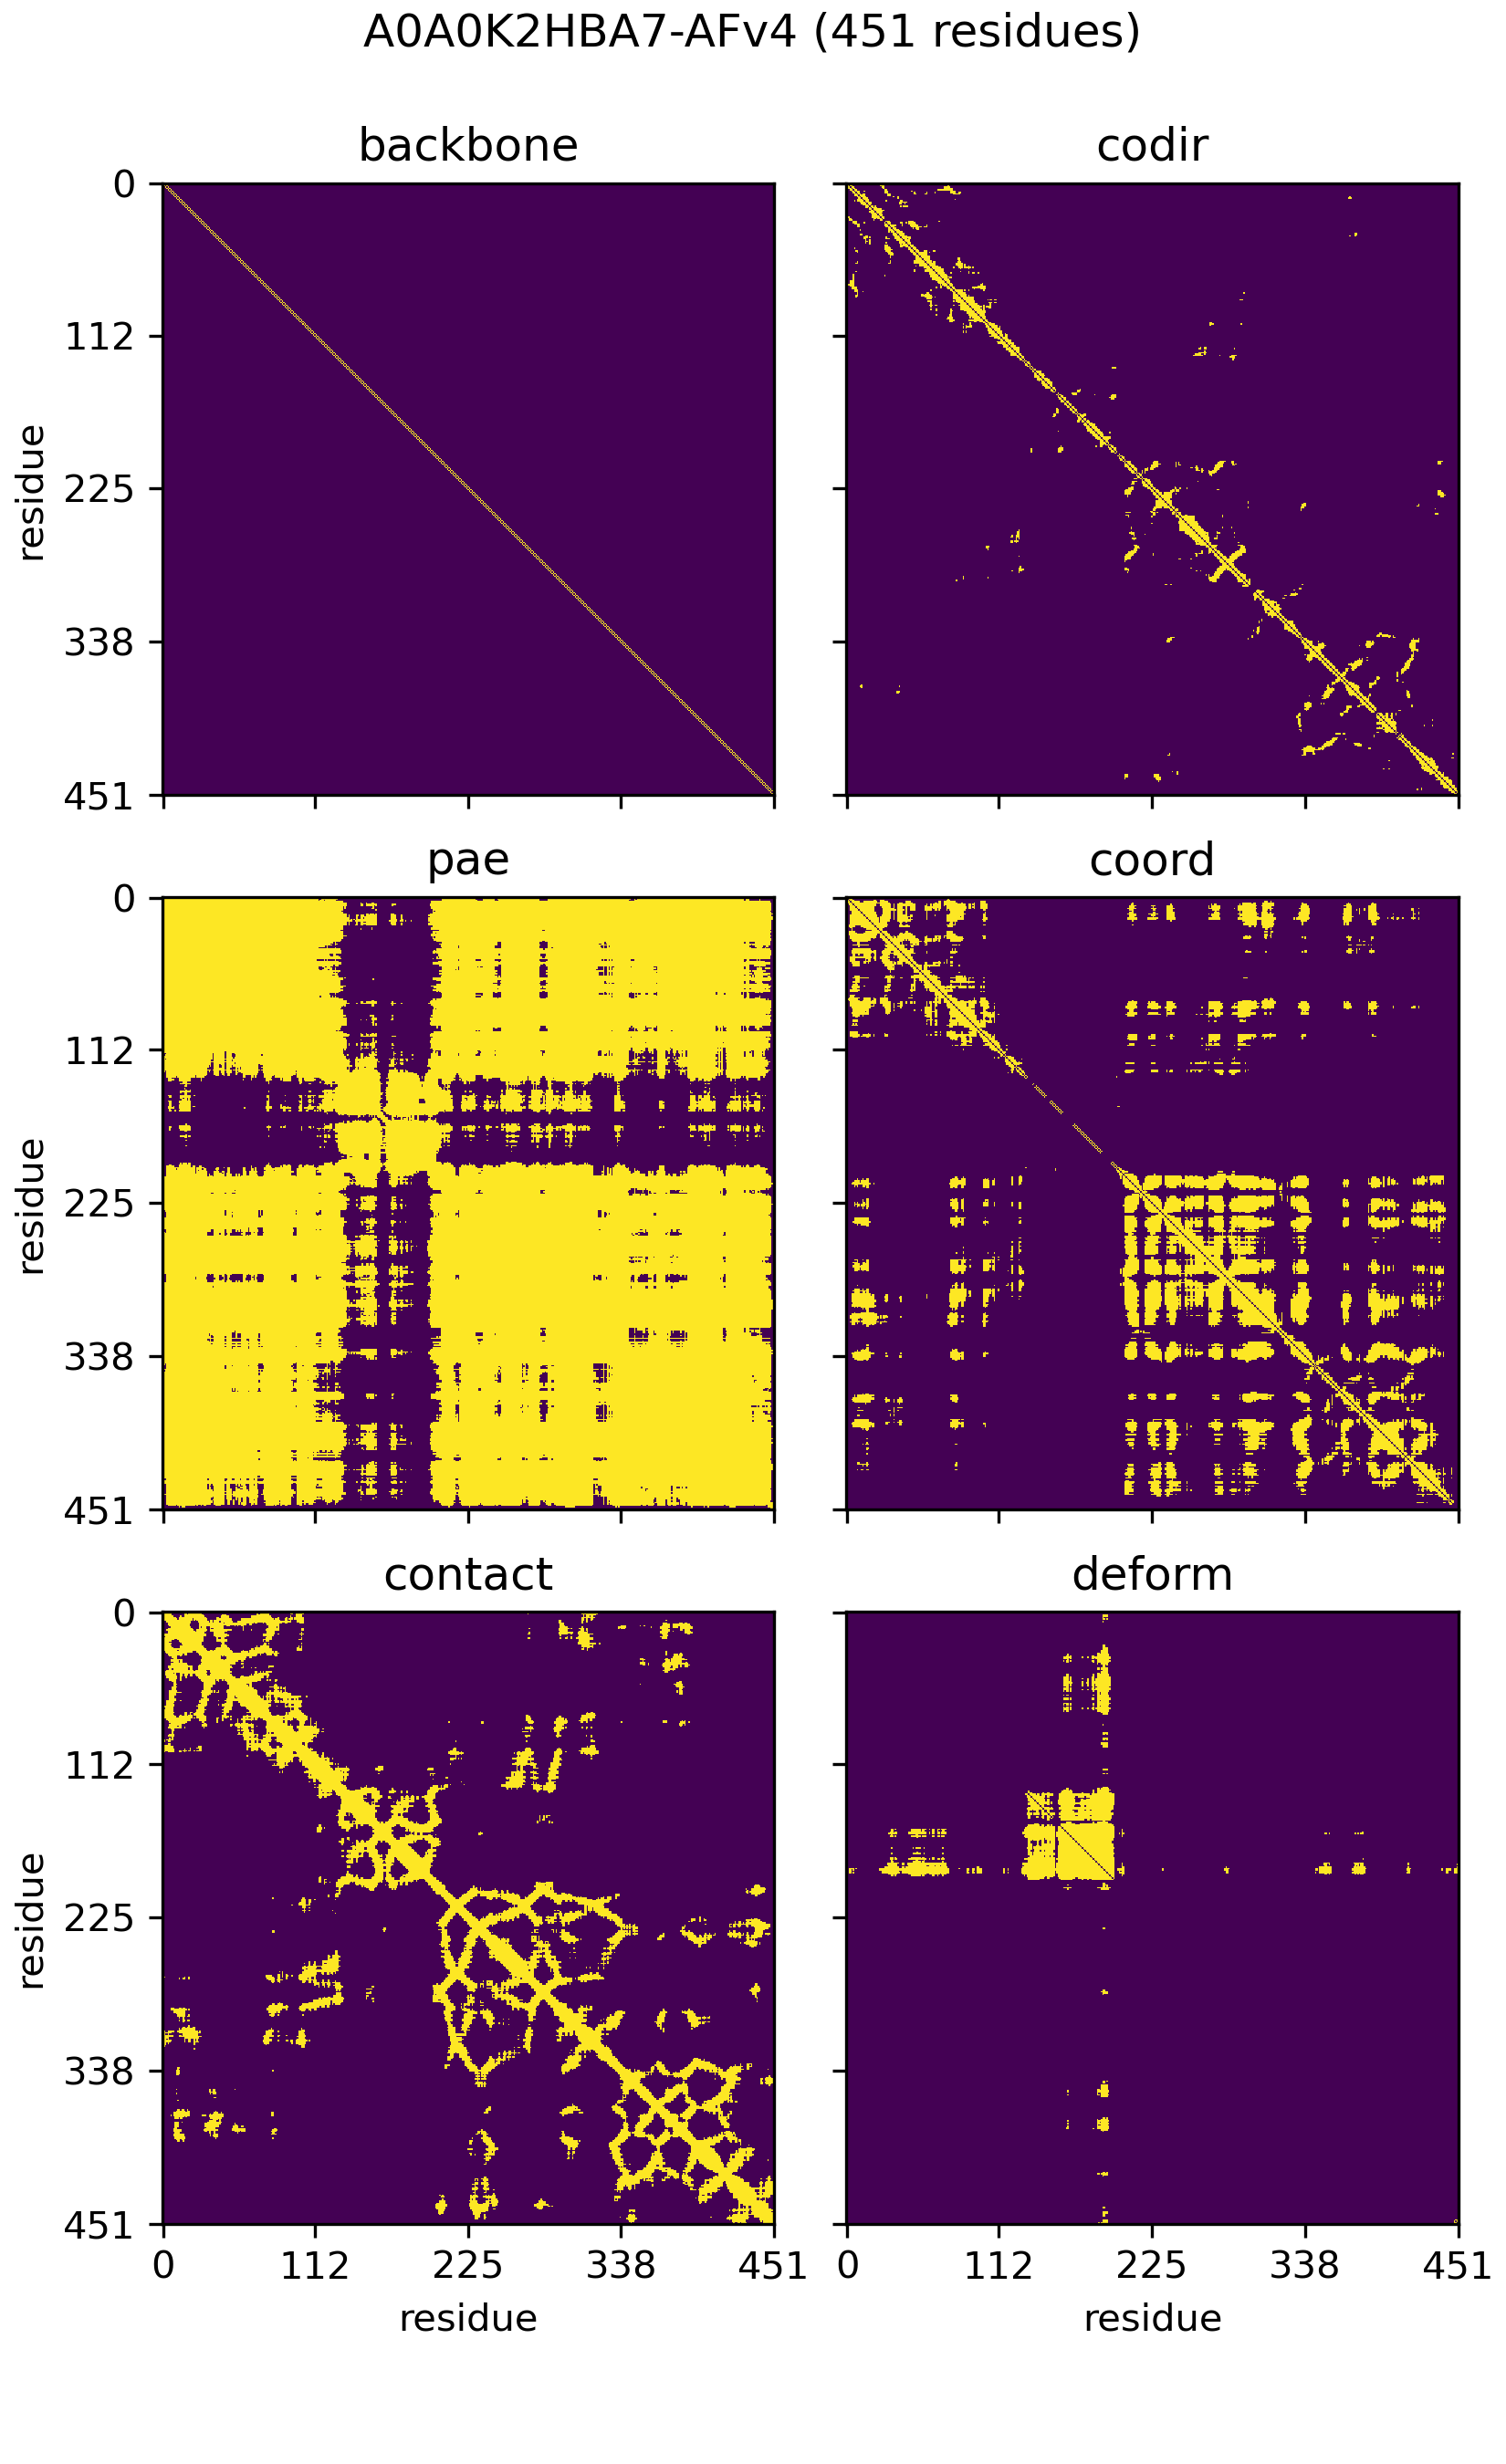 A0A0K2HBA7-AFv4 (451 residues)
backbone
codir
0
112
225
338
451
residue
pae
coord
0
112
225
338
451
residue
contact
deform
0
112
225
338
451
residue
0 112 225 338 451
0 112 225 338 451
residue
residue